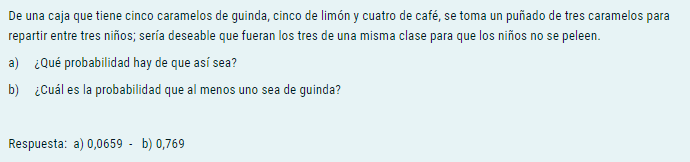 De una caja que tiene cinco caramelos de guinda, cinco de limón y cuatro de café, se toma un puñado de tres caramelos para
repartir entre tres niños; sería deseable que fueran los tres de una misma clase para que los niños no se peleen.
a) ¿Qué probabilidad hay de que así sea?
b) ¿Cuál es la probabilidad que al menos uno sea de guinda?
Respuesta: a) 0,0659 - b) 0,769